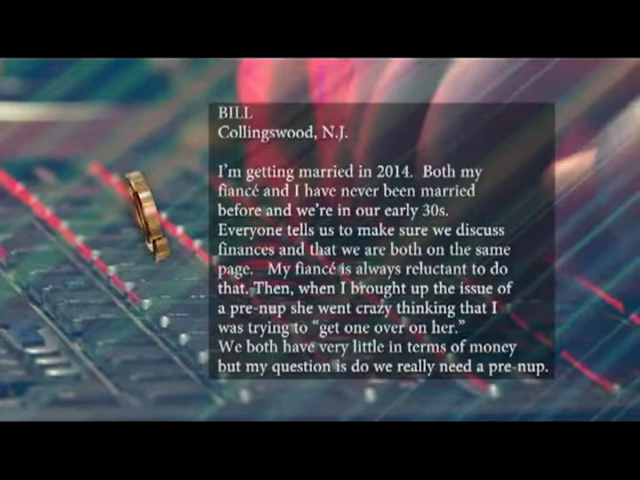 BILL
Collingswood, N.J.
I'm getting married in 2014. Both my
fiancé and I have never been married
before and we're in our early 30s.
Everyone tells us to make sure we discuss
finances and that we are both on the same
page. My fiancé is always reluctant to do
that. Then, when I brought up the issue of
a pre-nup she went crazy thinking that I
was trying to “get one over on her.”
We both have very little in terms of money
but my question is do we really need a pre-nup.